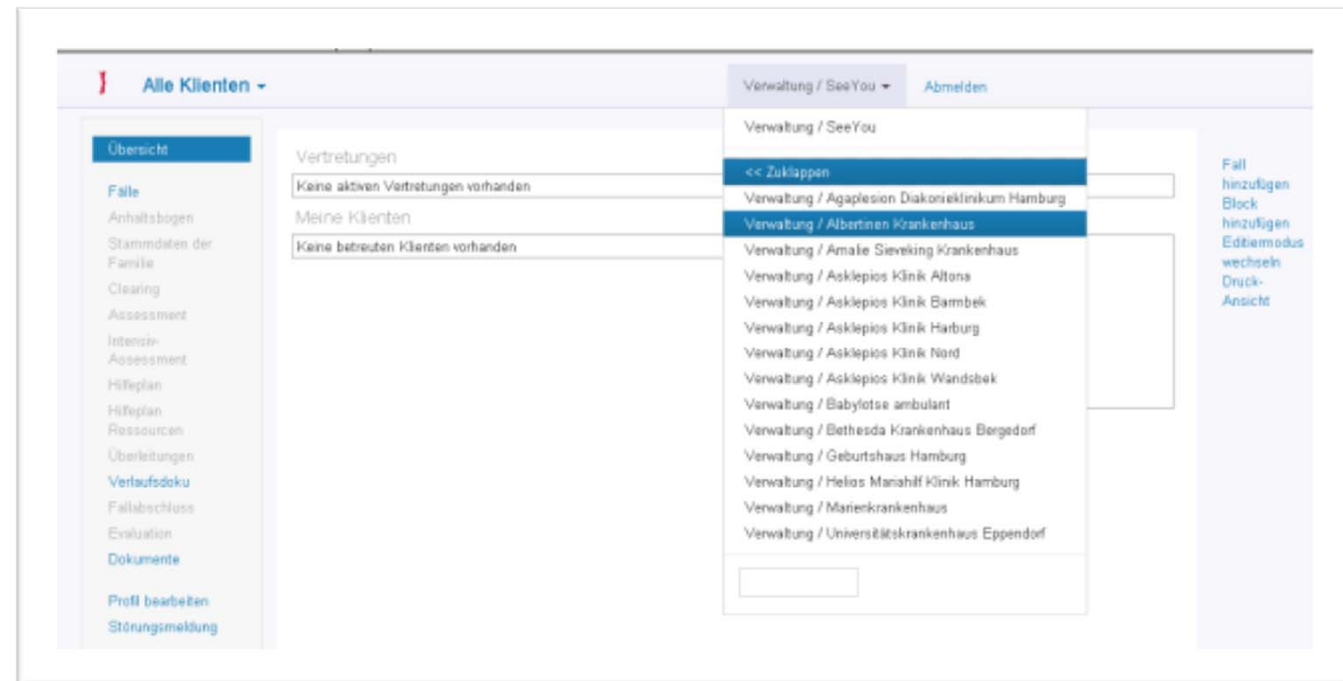 Alle Klienten
Verwaltung / SeeYou
Abmelden
Übersicht
Fälle
Anhaltsbogen
Stammdaten der
Familie
Clearing
Assessment
Intensiv-
Assessment
Hilfeplan
Hilfeplan
Ressourcen
Überleitungen
Verlaufsdoku
Fallabschluss
Evaluation
Dokumente
Profil bearbeiten
Störungsmeldung
Vertretungen
Keine aktiven Vertretungen vorhanden
Meine Klienten
Keine betreuten Klienten vorhanden
Verwaltung / SeeYou
<< Zuklappen
Verwaltung / Agaplesion Diakonieklinikum Hamburg
Verwaltung / Albertinen Krankenhaus
Verwaltung / Amalie Sieveking Krankenhaus
Verwaltung / Asklepios Klinik Altona
Verwaltung / Asklepios Klinik Barmbek
Verwaltung / Asklepios Klinik Harburg
Verwaltung / Asklepios Klinik Nord
Verwaltung / Asklepios Klinik Wandsbek
Verwaltung / Babylotse ambulant
Verwaltung / Bethesda Krankenhaus Bergedorf
Verwaltung / Geburtshaus Hamburg
Verwaltung / Helios Mariahilf Klinik Hamburg
Verwaltung / Marienkrankenhaus
Verwaltung / Universitätskrankenhaus Eppendorf
Fall
hinzufügen
Block
hinzufügen
Editiermodus
wechseln
Druck-
Ansicht